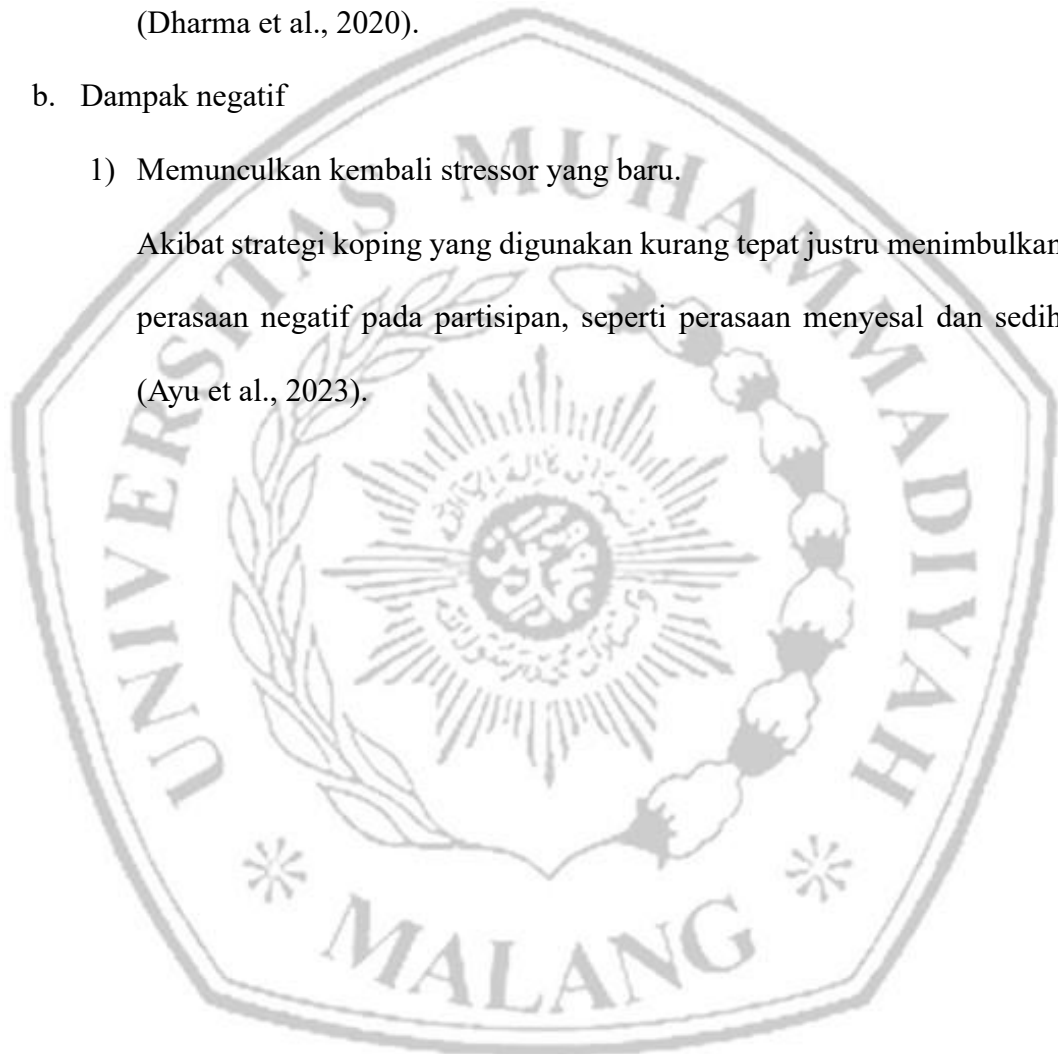 (Dharma et al., 2020).
b. Dampak negatif
1) Memunculkan kembali stressor yang baru.
Akibat strategi koping yang digunakan kurang tepat justru menimbulkan
perasaan negatif pada partisipan, seperti perasaan menyesal dan sedih
(Ayu et al., 2023).
UNIVERSITAS MUHAMMADIYAH
MALANG